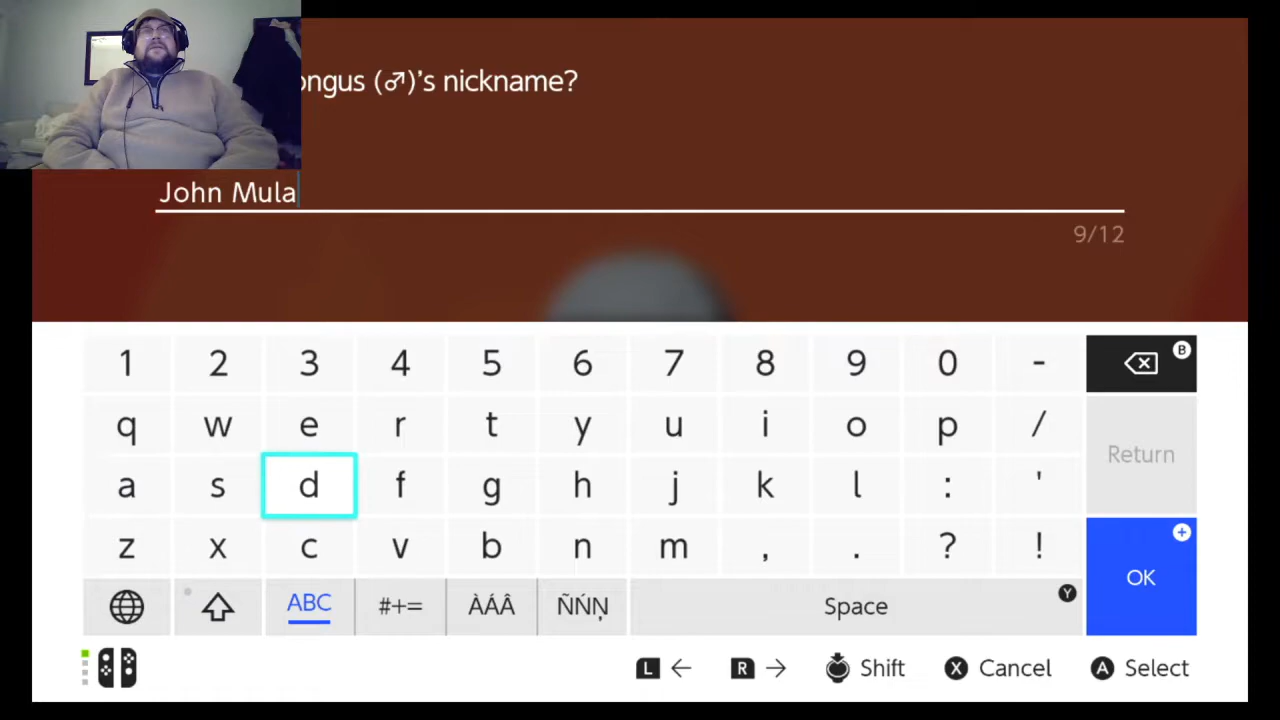 ongus (♂)'s nickname?
John Mula
9/12
1 2 3 4 5 6 7 8 9 0 - B
q w e r t y u i o p / Return
a s d f g h j k l : '
z x c v b n m , . ? ! + OK
ABC #+= ÀÁÂ ÑŃŅ Space Y
L ← R → Shift X Cancel A Select